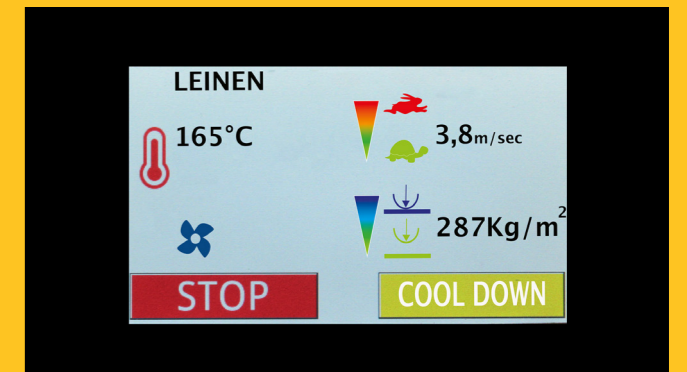 LEINEN
165°C
3,8m/sec
287Kg/m²
STOP
COOL DOWN